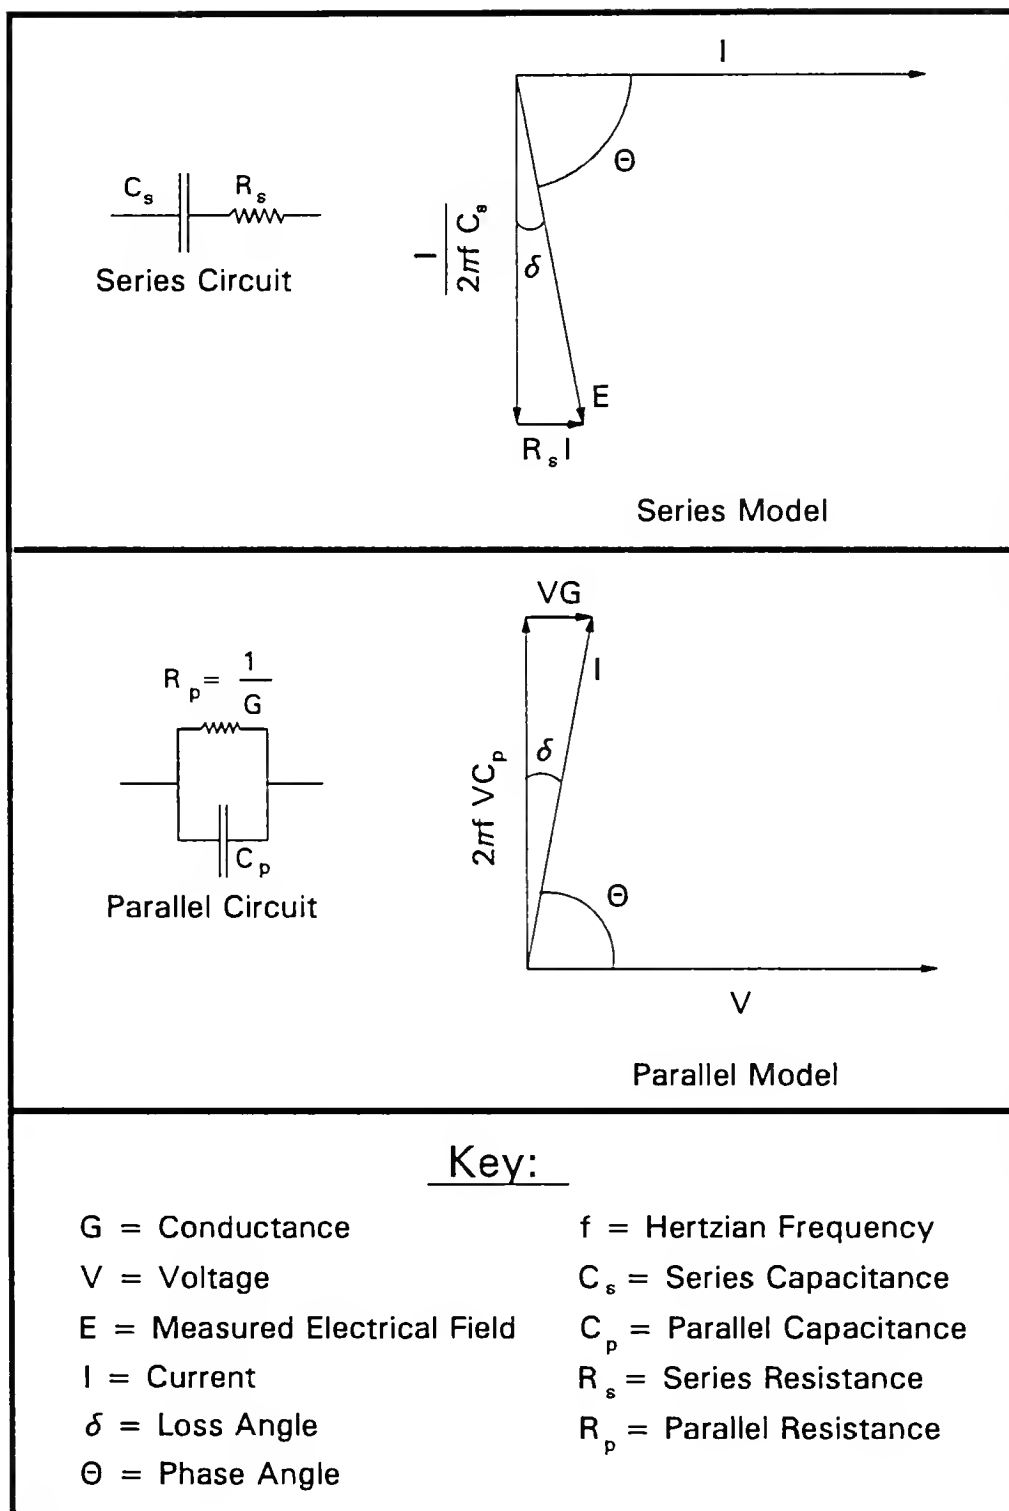 I
Θ
C_s
R_s
Series Circuit
I
2πf C_s
δ
E
R_s I
Series Model
VG
R_p = 1
G
I
δ
2πf VC_p
C_p
Parallel Circuit
Θ
V
Parallel Model
Key:
G = Conductance
V = Voltage
E = Measured Electrical Field
I = Current
δ = Loss Angle
Θ = Phase Angle
f = Hertzian Frequency
C_s = Series Capacitance
C_p = Parallel Capacitance
R_s = Series Resistance
R_p = Parallel Resistance